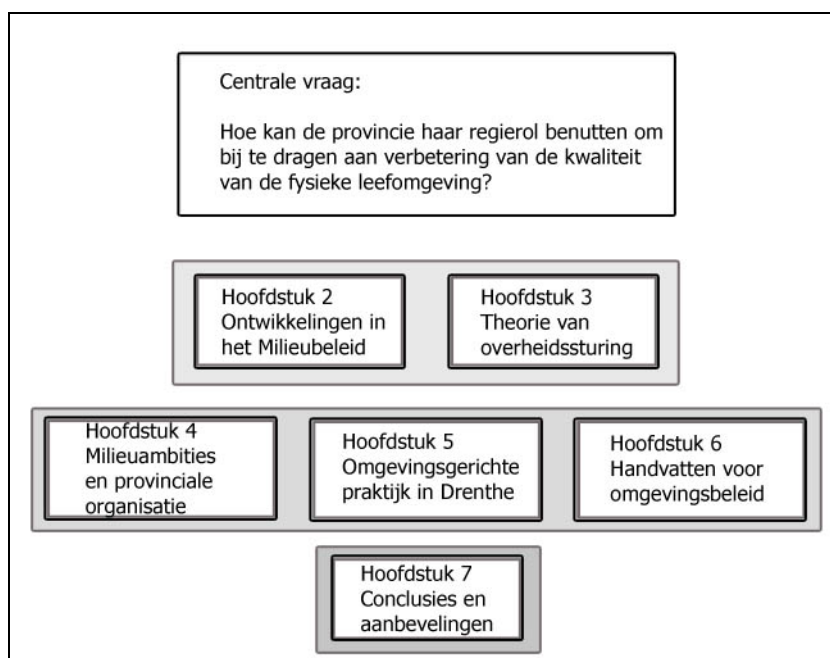 Centrale vraag:
Hoe kan de provincie haar regierol benutten om
bij te dragen aan verbetering van de kwaliteit
van de fysieke leefomgeving?
Hoofdstuk 2
Ontwikkelingen in
het Milieubeleid
Hoofdstuk 3
Theorie van
overheidssturing
Hoofdstuk 4
Milieuambities
en provinciale
organisatie
Hoofdstuk 5
Omgevingsgerichte
praktijk in Drenthe
Hoofdstuk 6
Handvatten voor
omgevingsbeleid
Hoofdstuk 7
Conclusies en
aanbevelingen